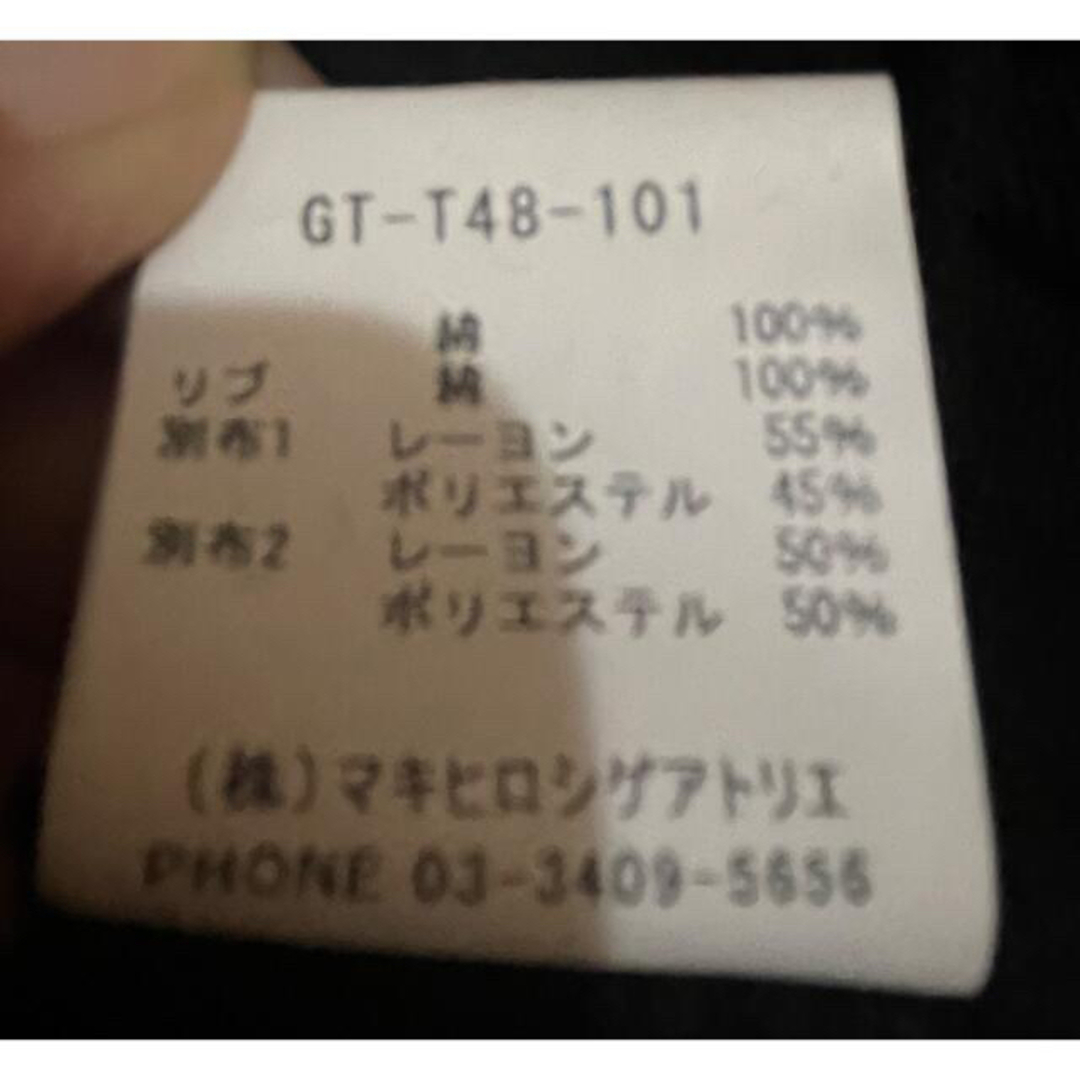 GT-T48-101
綿 100%
リブ 綿 100%
別布1 レーヨン 55%
ポリエステル 45%
別布2 レーヨン 50%
ポリエステル 50%
(株)マキヒロシゲアトリエ
PHONE 03-3409-5656